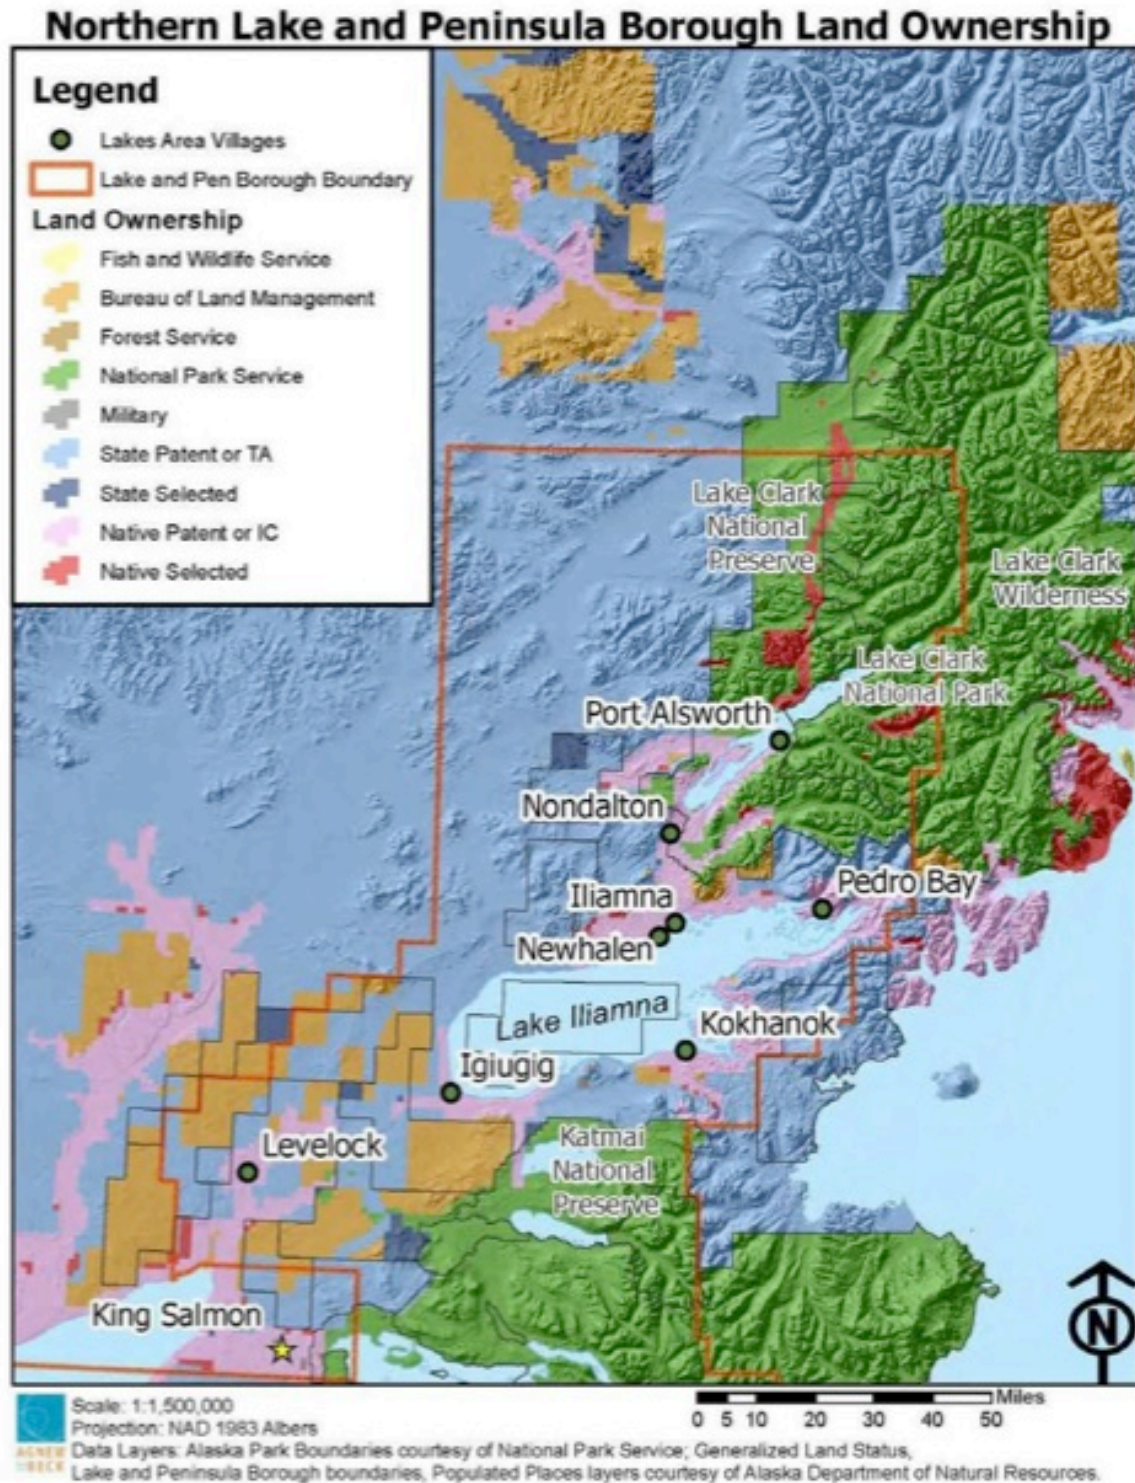 Northern Lake and Peninsula Borough Land Ownership
Legend
Lakes Area Villages
Lake and Pen Borough Boundary
Land Ownership
Fish and Wildlife Service
Bureau of Land Management
Forest Service
National Park Service
Military
State Patent or TA
State Selected
Native Patent or IC
Native Selected
Lake Clark
National
Preserve
Lake Clark
Wilderness
Lake Clark
National Park
Port Alsworth
Nondalton
Iliamna
Pedro Bay
Newhalen
Lake Iliamna
Kokhanok
Igiugig
Levelock
Katmai
National
Preserve
King Salmon
N
Scale: 1:1,500,000
Projection: NAD 1983 Albers
Data Layers: Alaska Park Boundaries courtesy of National Park Service; Generalized Land Status,
Lake and Peninsula Borough boundaries, Populated Places layers courtesy of Alaska Department of Natural Resources
AGNEW
::BECK
Miles
0 5 10 20 30 40 50